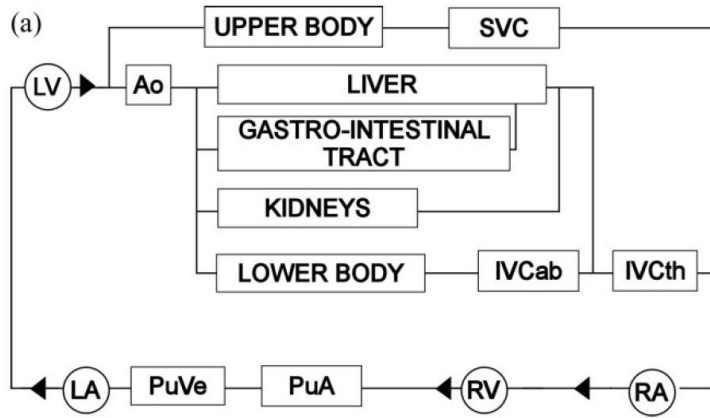 (a)
UPPER BODY
SVC
LV
Ao
LIVER
GASTRO-INTESTINAL
TRACT
KIDNEYS
LOWER BODY
IVCab
IVCth
LA
PuVe
PuA
RV
RA